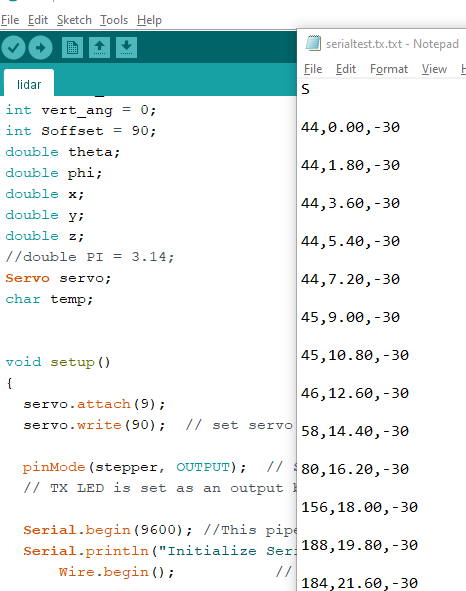 File Edit Sketch Tools Help
lidar
int vert_ang = 0;
int Soffset = 90;
double theta;
double phi;
double x;
double y;
double z;
//double PI = 3.14;
Servo servo;
char temp;
void setup()
{
servo.attach(9);
servo.write(90);  // set servo
pinMode(stepper, OUTPUT);  //
// TX LED is set as an output
Serial.begin(9600); //This pipe
Serial.println("Initialize Seri
Wire.begin();          //
serialtest.tx.txt - Notepad
File Edit Format View
S
44,0.00,-30
44,1.80,-30
44,3.60,-30
44,5.40,-30
44,7.20,-30
45,9.00,-30
45,10.80,-30
46,12.60,-30
58,14.40,-30
80,16.20,-30
156,18.00,-30
188,19.80,-30
184,21.60,-30